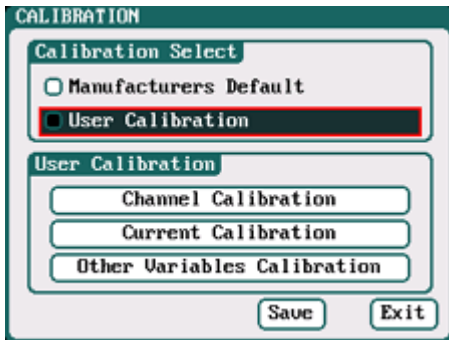 CALIBRATION
Calibration Select
Manufacturers Default
User Calibration
User Calibration
Channel Calibration
Current Calibration
Other Variables Calibration
Save Exit